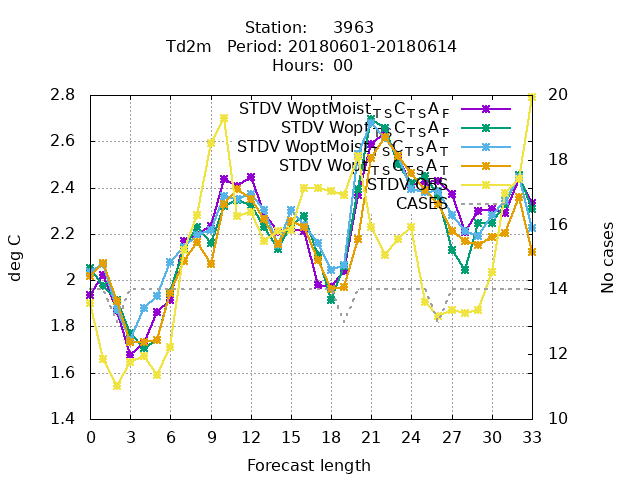 Station: 3963
Td2m Period: 20180601-20180614
Hours: 00
2.8
2.6
2.4
2.2
2
1.8
1.6
1.4
20
18
16
14
12
10
deg C
No cases
STDV WoptMoist_TS C_TS A_F
STDV Wopt_TS C_TS A_F
STDV WoptMoist_TS C_TS A_T
STDV Wopt_TS C_TS A_T
STDV OBS
CASES
0 3 6 9 12 15 18 21 24 27 30 33
Forecast length